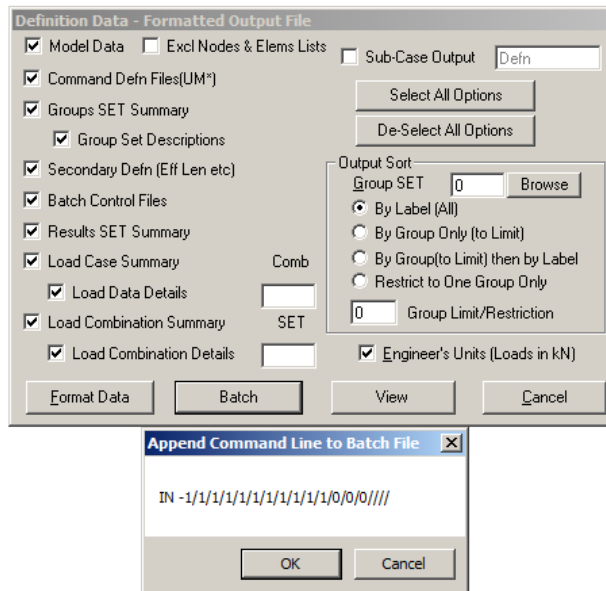 Definition Data - Formatted Output File
Model Data
Excl Nodes & Elems Lists
Sub-Case Output
Defn
Command Defn Files(UM*)
Select All Options
Groups SET Summary
De-Select All Options
Group Set Descriptions
Secondary Defn (Eff Len etc)
Batch Control Files
Results SET Summary
Load Case Summary
Comb
Load Data Details
Load Combination Summary
SET
Load Combination Details
Output Sort
Group SET
0
Browse
By Label (All)
By Group Only (to Limit)
By Group(to Limit) then by Label
Restrict to One Group Only
0
Group Limit/Restriction
Engineer's Units (Loads in kN)
Format Data
Batch
View
Cancel
Append Command Line to Batch File
IN -1/1/1/1/1/1/1/1/1/1/1/1/0/0/0////
OK
Cancel